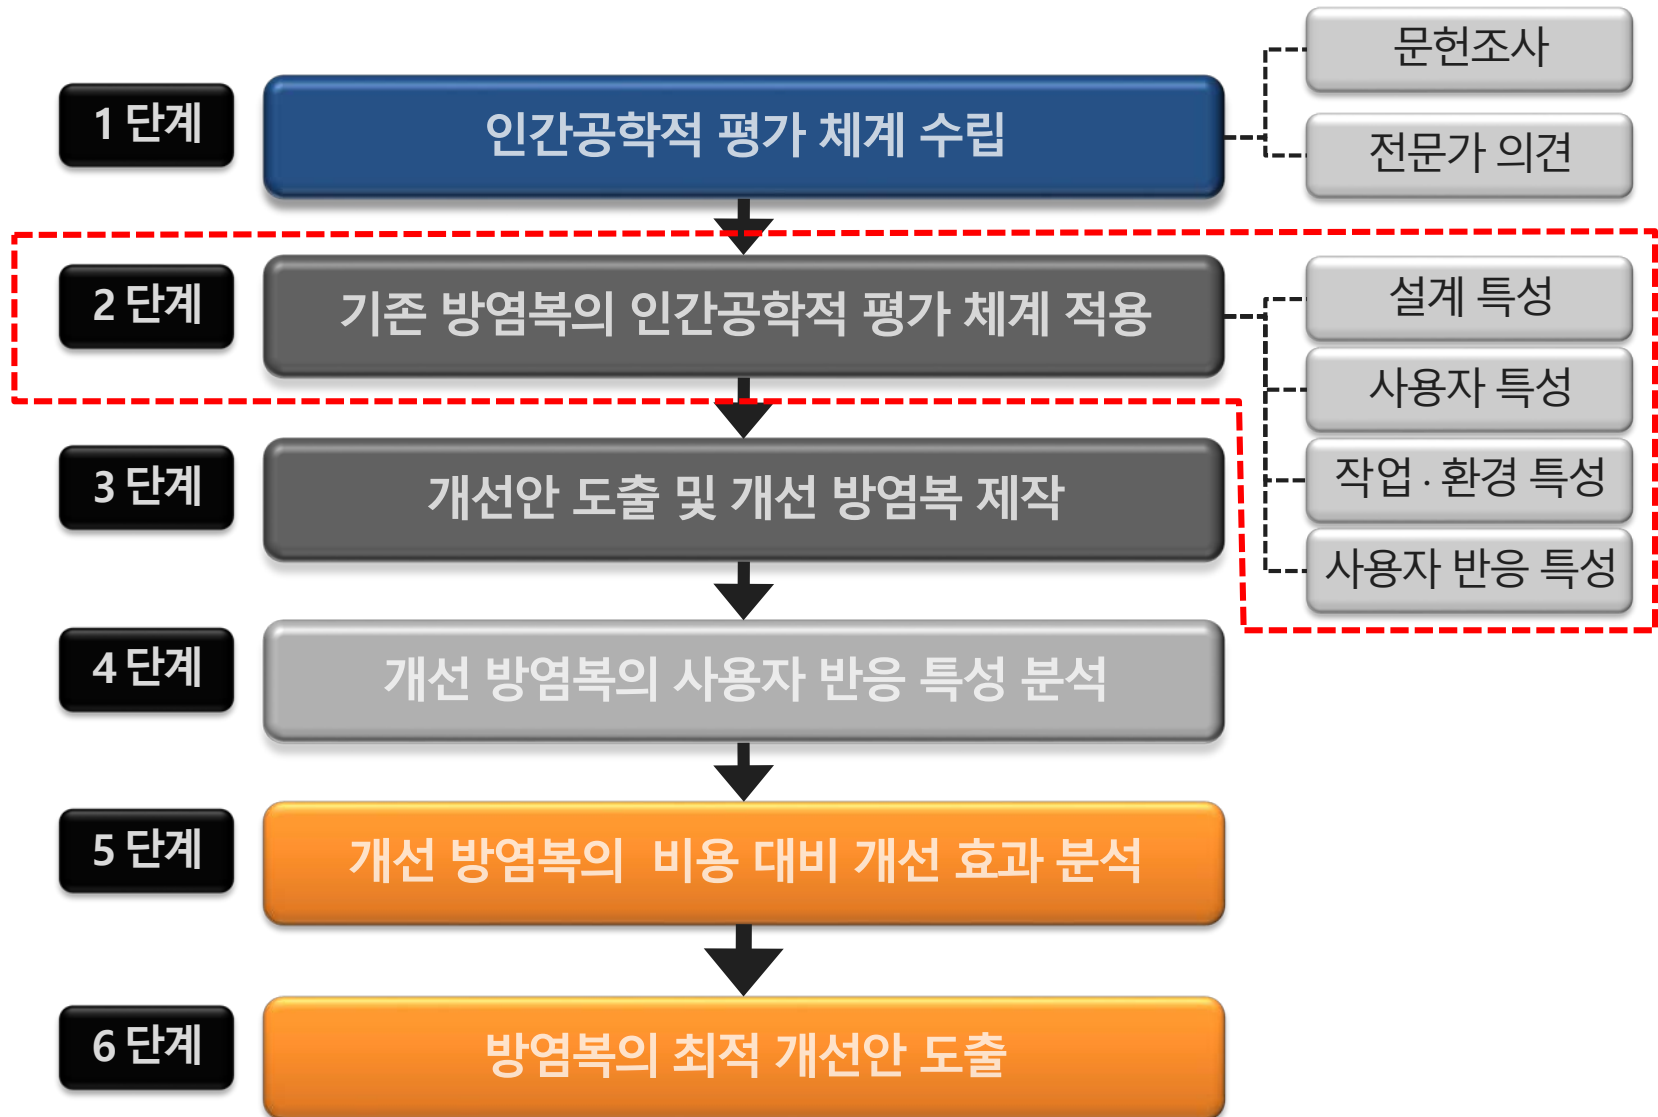 문헌조사
1 단계
인간공학적 평가 체계 수립
전문가 의견
2 단계
기존 방염복의 인간공학적 평가 체계 적용
설계 특성
사용자 특성
작업 · 환경 특성
사용자 반응 특성
3 단계
개선안 도출 및 개선 방염복 제작
4 단계
개선 방염복의 사용자 반응 특성 분석
5 단계
개선 방염복의 비용 대비 개선 효과 분석
6 단계
방염복의 최적 개선안 도출